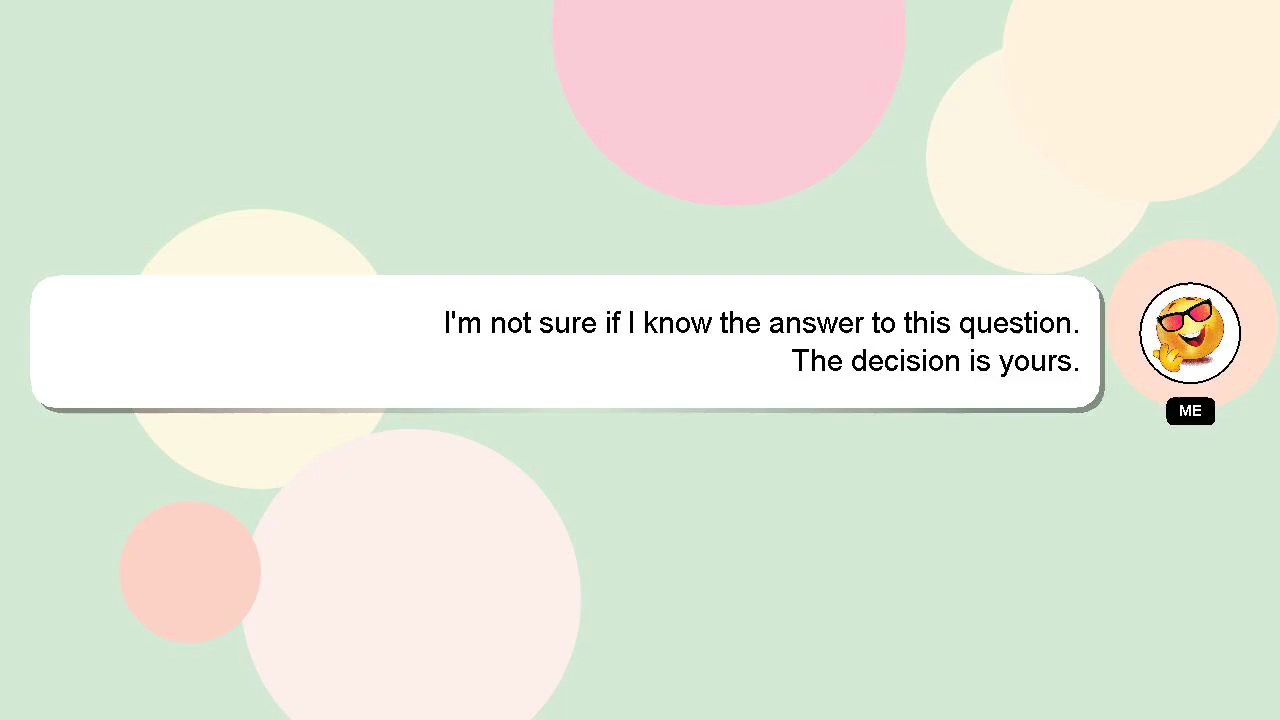 I'm not sure if I know the answer to this question.
The decision is yours.
ME